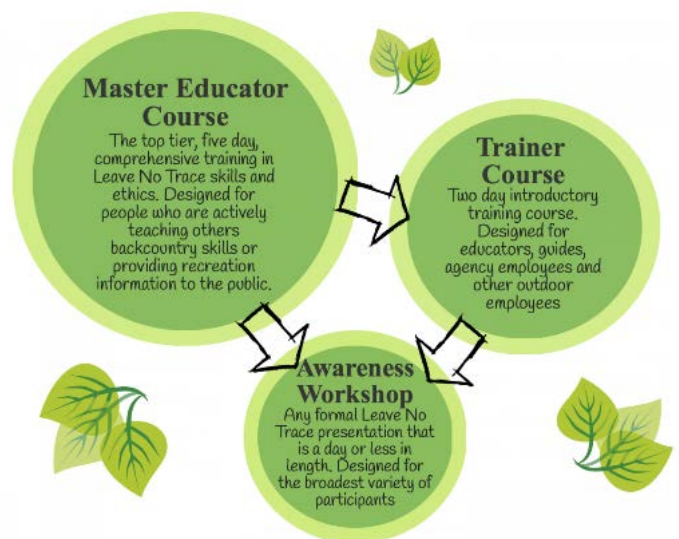 Master Educator
Course
The top tier, five day,
comprehensive training in
Leave No Trace skills and
ethics. Designed for
people who are actively
teaching others
backcountry skills or
providing recreation
information to the public.
Trainer
Course
Two day introductory
training course.
Designed for
educators, guides,
agency employees and
other outdoor
employees
Awareness
Workshop
Any formal Leave No
Trace presentation that
is a day or less in
length. Designed for
the broadest variety of
participants